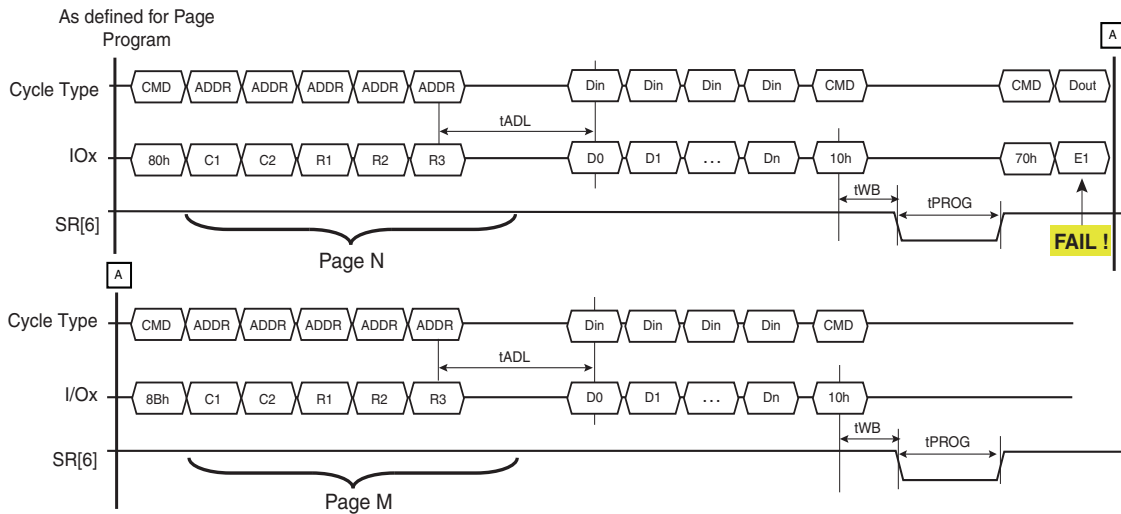 As defined for Page
Program
A
Cycle Type
CMD ADDR ADDR ADDR ADDR ADDR Din Din Din Din CMD CMD Dout
tADL
IOx
80h C1 C2 R1 R2 R3 D0 D1 ... Dn 10h 70h E1
tWB
tPROG
SR[6]
FAIL !
Page N
A
Cycle Type
CMD ADDR ADDR ADDR ADDR ADDR Din Din Din Din CMD
tADL
I/Ox
8Bh C1 C2 R1 R2 R3 D0 D1 ... Dn 10h
tWB
tPROG
SR[6]
Page M